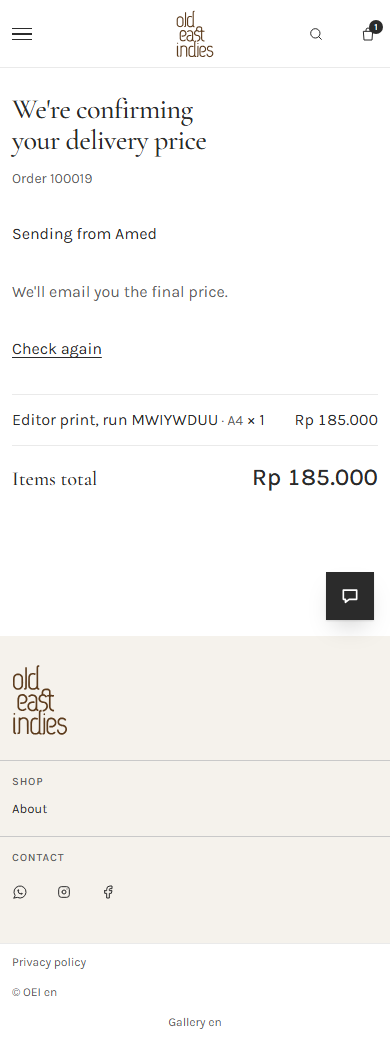 old
east
indies
1
We're confirming
your delivery price
Order 100019
Sending from Amed
We'll email you the final price.
Check again
Editor print, run MWIYWDUU · A4 × 1 Rp 185.000
Items total Rp 185.000
old
east
indies
SHOP
About
CONTACT
Privacy policy
© OEI en
Gallery en